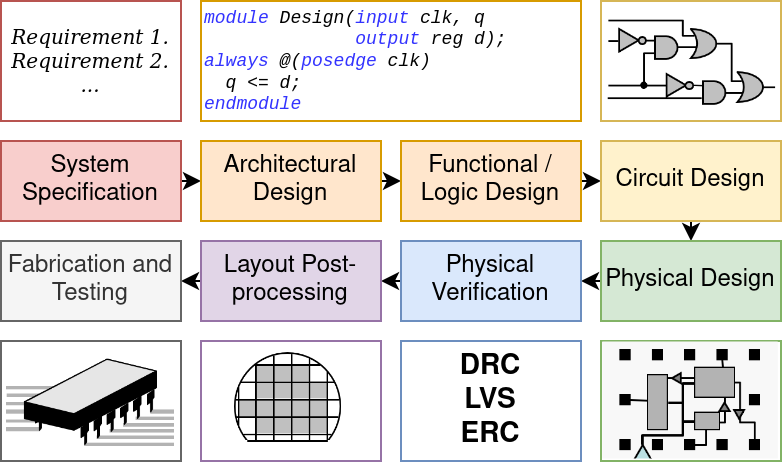 Requirement 1.
Requirement 2.
...
module Design(input clk, q
output reg d);
always @(posedge clk)
q <= d;
endmodule
System
Specification
Architectural
Design
Functional /
Logic Design
Circuit Design
Fabrication and
Testing
Layout Post-
processing
Physical
Verification
Physical Design
DRC
LVS
ERC